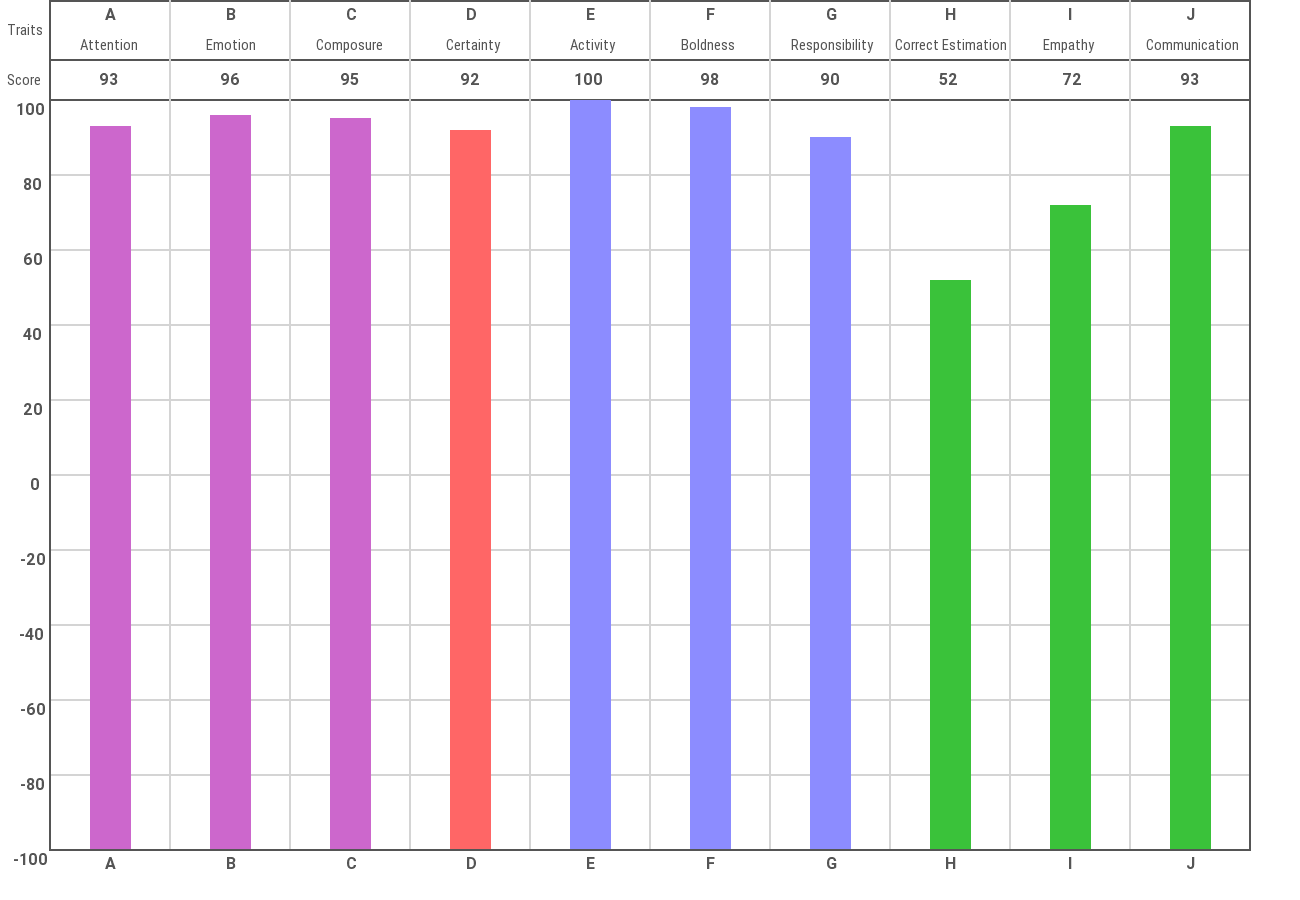 Traits
A B C D E F G H I J
Attention Emotion Composure Certainty Activity Boldness Responsibility Correct Estimation Empathy Communication
Score 93 96 95 92 100 98 90 52 72 93
100
80
60
40
20
0
-20
-40
-60
-80
-100
A B C D E F G H I J